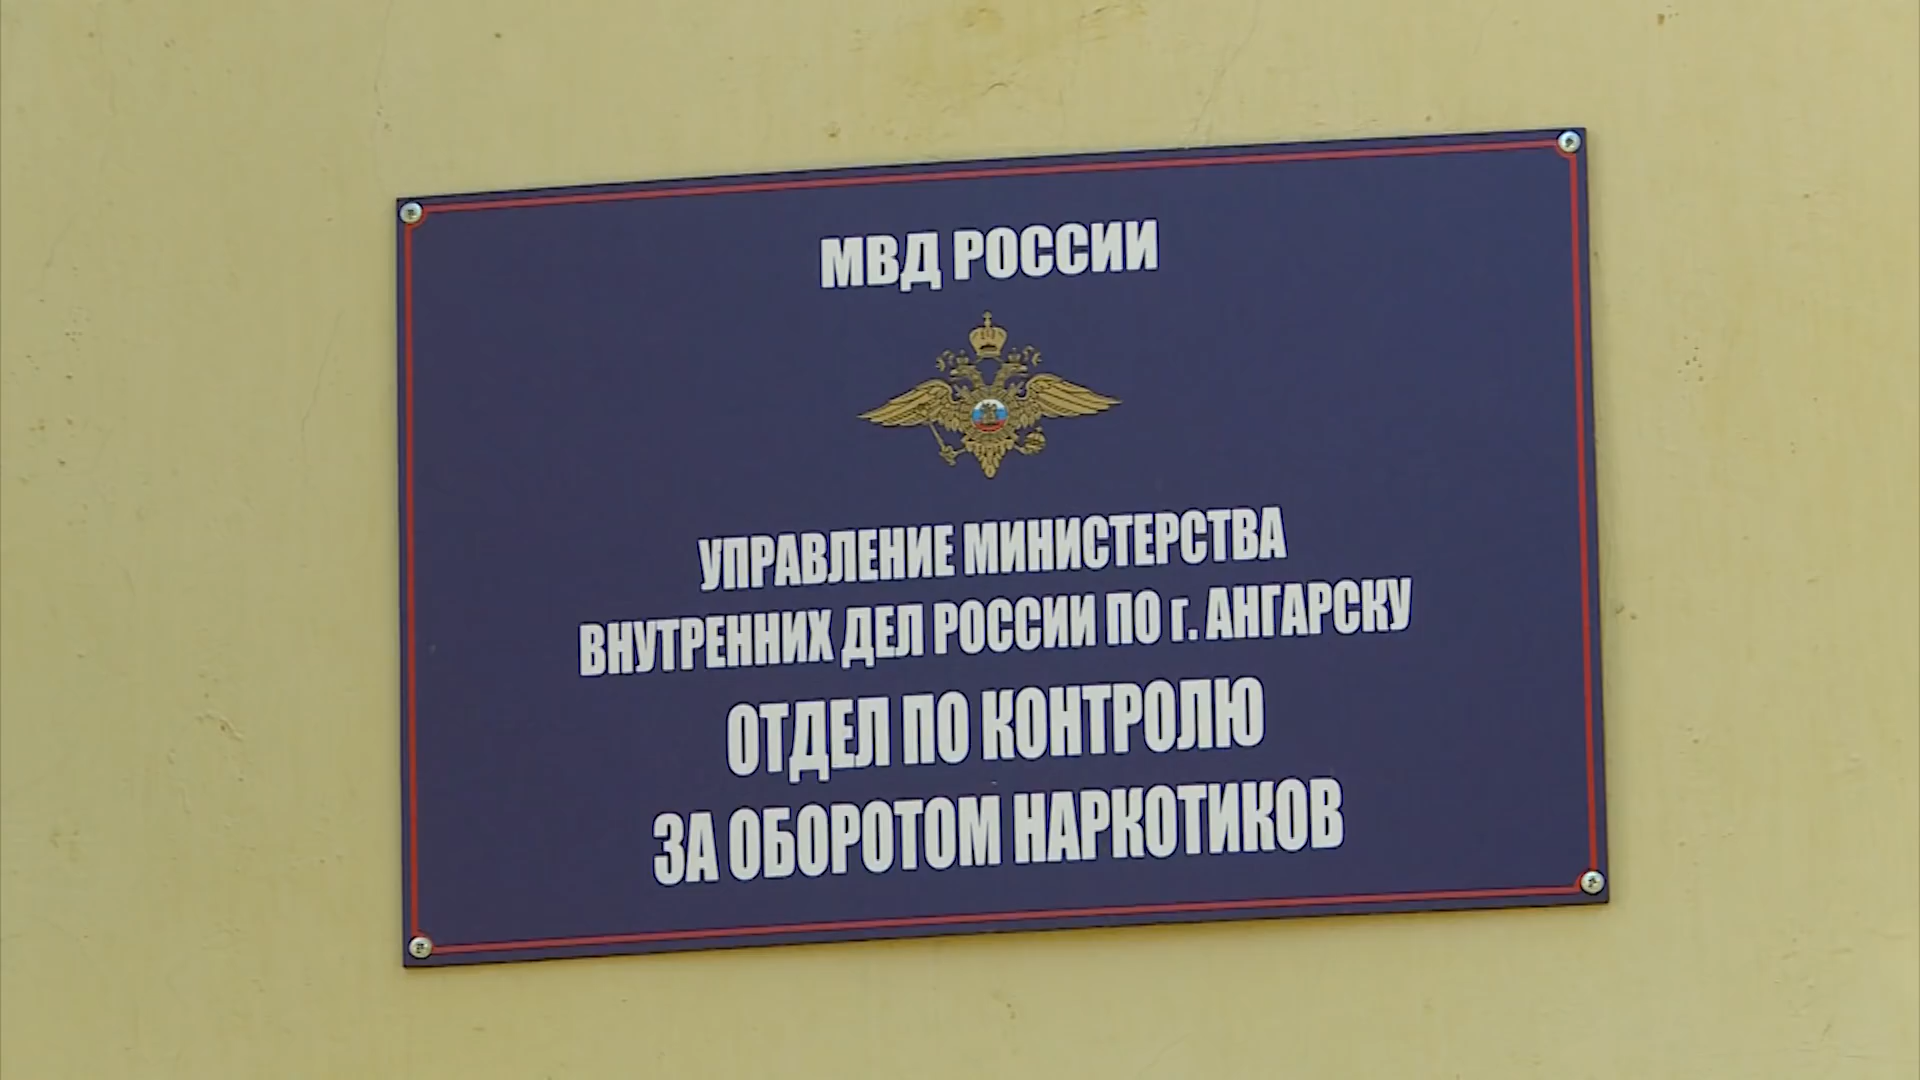 МВД РОССИИ
УПРАВЛЕНИЕ МИНИСТЕРСТВА
ВНУТРЕННИХ ДЕЛ РОССИИ ПО г. АНГАРСКУ
ОТДЕЛ ПО КОНТРОЛЮ
ЗА ОБОРОТОМ НАРКОТИКОВ